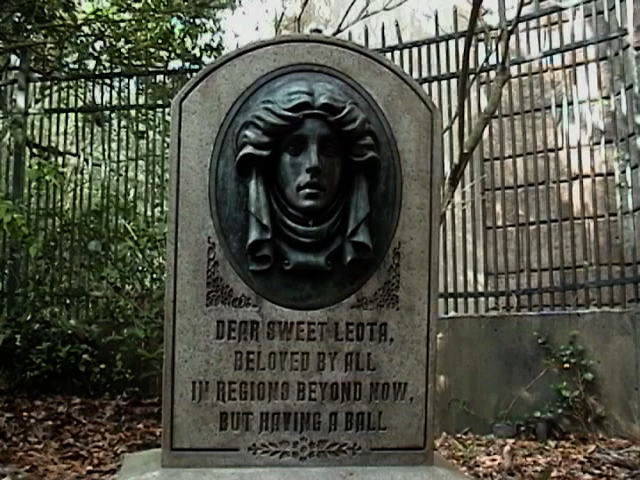 DEAR SWEET LEOTA,
BELOVED BY ALL
IN REGIONS BEYOND NOW,
BUT HAVING A BALL